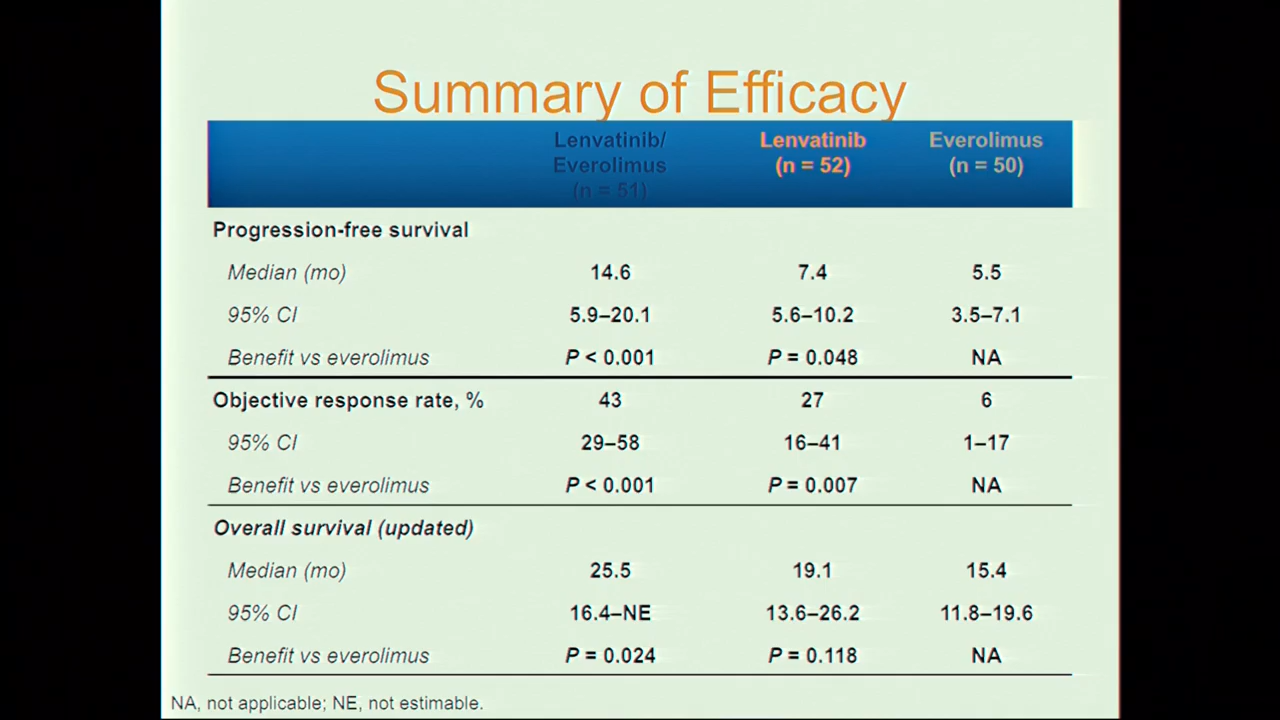 Summary of Efficacy
Lenvatinib/ Lenvatinib Everolimus
Everolimus (n = 52) (n = 50)
(n = 51)
Progression-free survival
Median (mo) 14.6 7.4 5.5
95% CI 5.9–20.1 5.6–10.2 3.5–7.1
Benefit vs everolimus P < 0.001 P = 0.048 NA
Objective response rate, % 43 27 6
95% CI 29–58 16–41 1–17
Benefit vs everolimus P < 0.001 P = 0.007 NA
Overall survival (updated)
Median (mo) 25.5 19.1 15.4
95% CI 16.4–NE 13.6–26.2 11.8–19.6
Benefit vs everolimus P = 0.024 P = 0.118 NA
NA, not applicable; NE, not estimable.